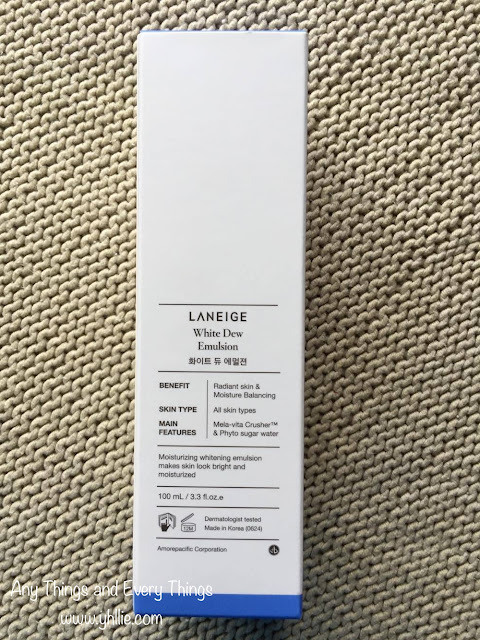 LANEIGE
White Dew
Emulsion
화이트 듀 에멀젼
BENEFIT Radiant skin &
Moisture Balancing
SKIN TYPE All skin types
MAIN Mela-vita Crusher™
FEATURES & Phyto sugar water
Moisturizing whitening emulsion
makes skin look bright and
moisturized
100 mL / 3.3 fl.oz.e
12M
Dermatologist tested
Made in Korea (0624)
Amorepacific Corporation
Any Things and Every Things
www.yhllie.com